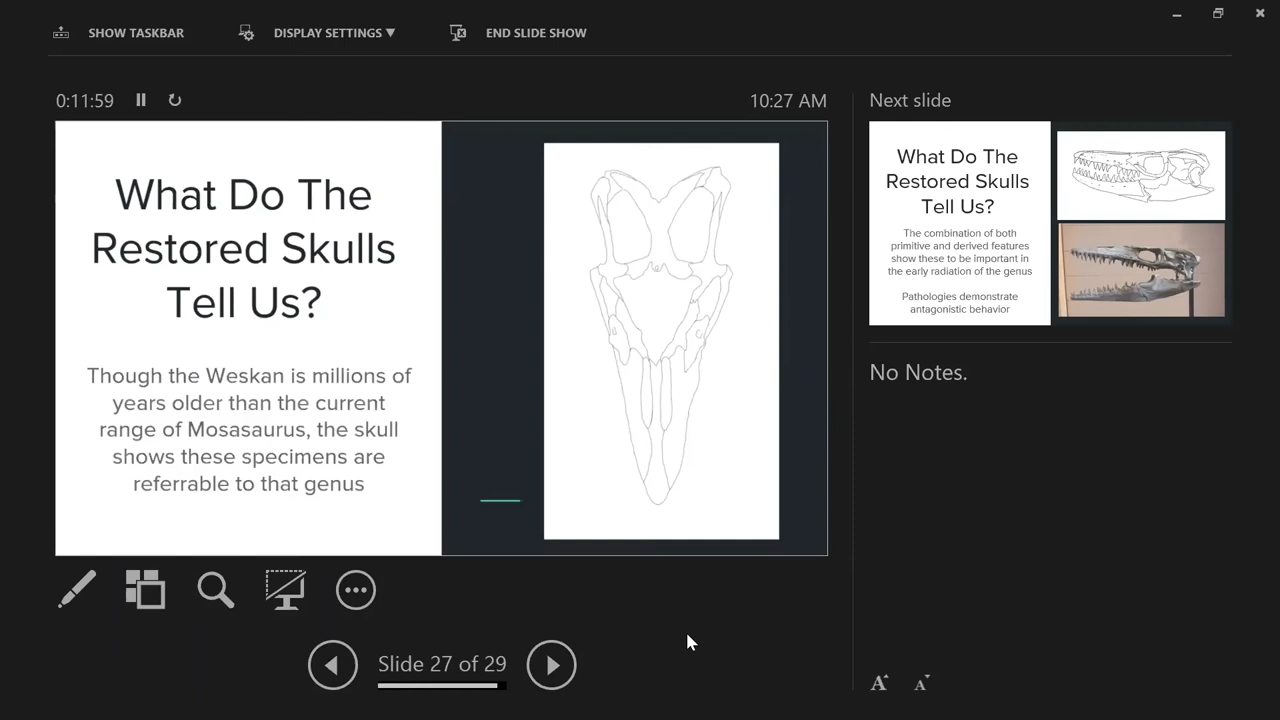 SHOW TASKBAR
DISPLAY SETTINGS ▼
END SLIDE SHOW
0:11:59
10:27 AM
What Do The
Restored Skulls
Tell Us?
Though the Weskan is millions of
years older than the current
range of Mosasaurus, the skull
shows these specimens are
referrable to that genus
Slide 27 of 29
Next slide
What Do The
Restored Skulls
Tell Us?
The combination of both
primitive and derived features
show these to be important in
the early radiation of the genus
Pathologies demonstrate
antagonistic behavior
No Notes.
A A